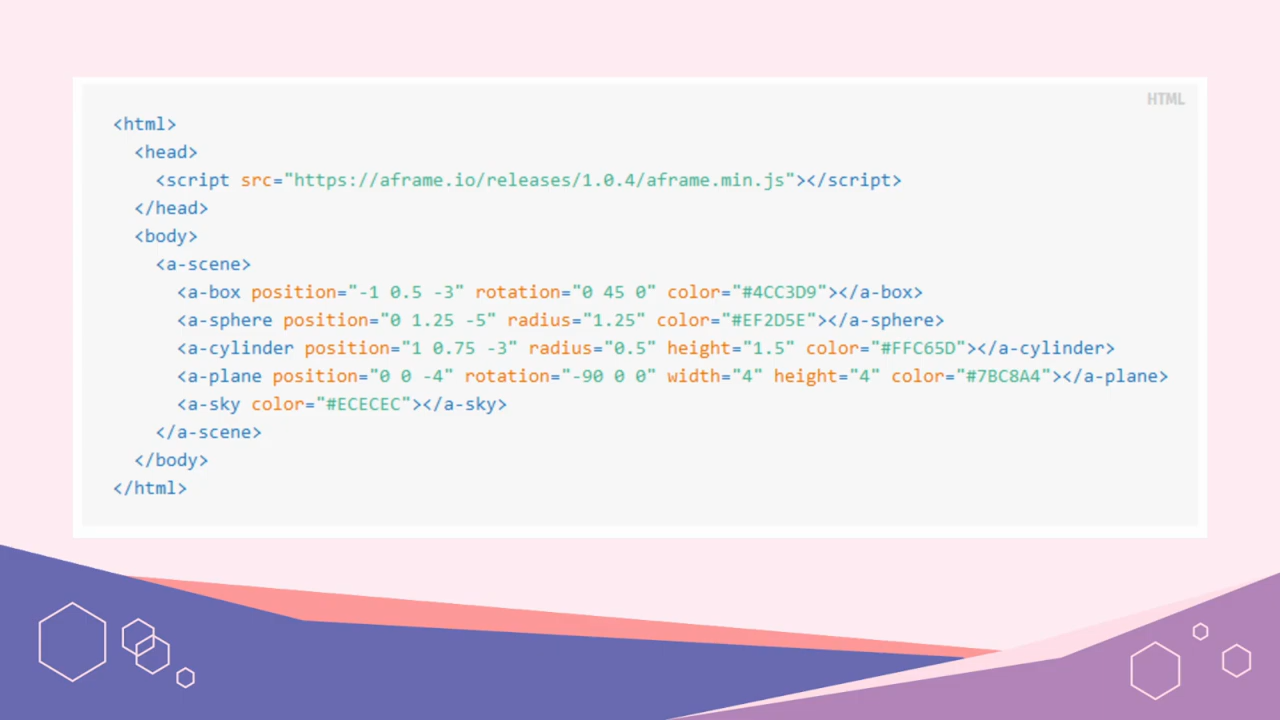 HTML
<html>
<head>
<script src="https://aframe.io/releases/1.0.4/aframe.min.js"></script>
</head>
<body>
<a-scene>
<a-box position="-1 0.5 -3" rotation="0 45 0" color="#4CC3D9"></a-box>
<a-sphere position="0 1.25 -5" radius="1.25" color="#EF2D5E"></a-sphere>
<a-cylinder position="1 0.75 -3" radius="0.5" height="1.5" color="#FFC65D"></a-cylinder>
<a-plane position="0 0 -4" rotation="-90 0 0" width="4" height="4" color="#7BC8A4"></a-plane>
<a-sky color="#ECECEC"></a-sky>
</a-scene>
</body>
</html>